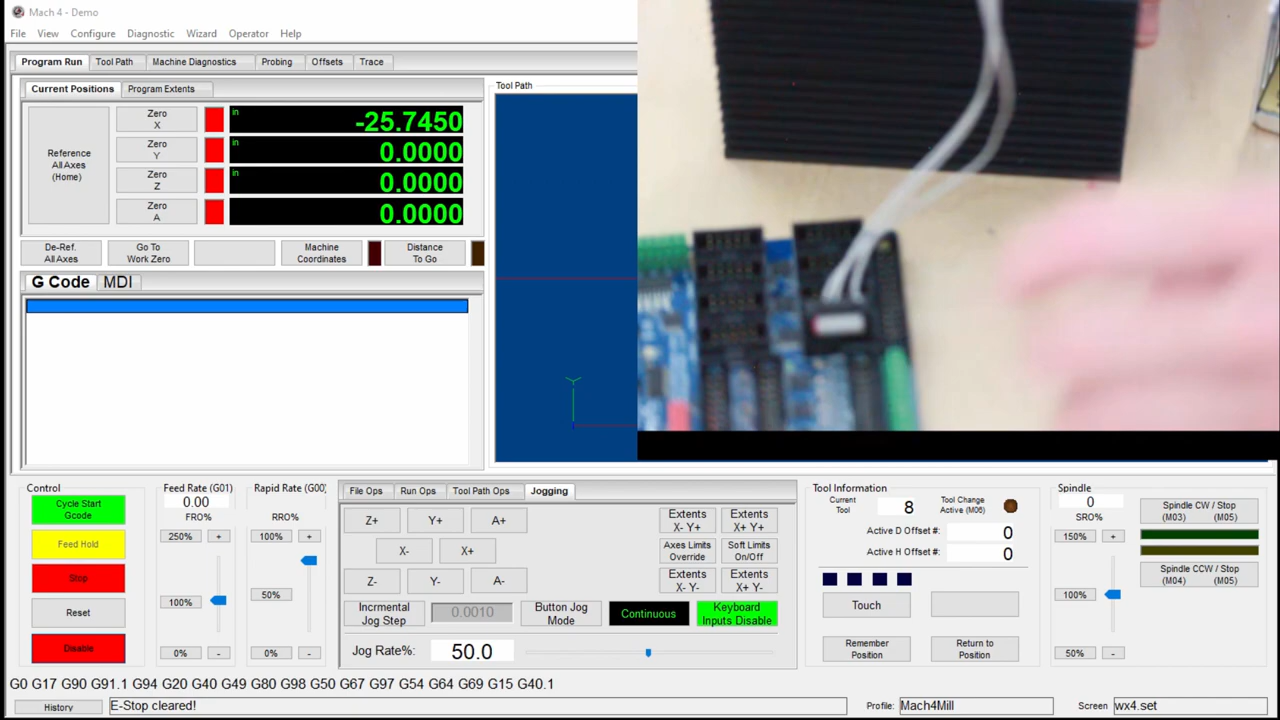 Mach 4 - Demo
File View Configure Diagnostic Wizard Operator Help
Program Run Tool Path Machine Diagnostics Probing Offsets Trace
Current Positions Program Extents
Tool Path
Reference All Axes (Home)
Zero X in -25.7450
Zero Y in 0.0000
Zero Z in 0.0000
Zero A 0.0000
De-Ref. All Axes
Go To Work Zero
Machine Coordinates
Distance To Go
G Code MDI
Control
Cycle Start Gcode
Feed Hold
Stop
Reset
Disable
Feed Rate (G01)
0.00
FRO%
250% +
100%
0% -
Rapid Rate (G00)
RRO%
100% +
50%
0% -
File Ops Run Ops Tool Path Ops Jogging
Z+ Y+ A+
X- X+
Z- Y- A-
Extents X- Y+
Extents X+ Y+
Axes Limits Override
Soft Limits On/Off
Extents X- Y-
Extents X+ Y-
Incrmental Jog Step
0.0010
Button Jog Mode
Continuous
Keyboard Inputs Disable
Jog Rate%: 50.0
Tool Information
Current Tool 8
Tool Change Active (M06)
Active D Offset #: 0
Active H Offset #: 0
Touch
Remember Position
Return to Position
Spindle
0
SRO%
150% +
100%
50% -
Spindle CW / Stop
(M03) (M05)
Spindle CCW / Stop
(M04) (M05)
G0 G17 G90 G91.1 G94 G20 G40 G49 G80 G98 G50 G67 G97 G54 G64 G69 G15 G40.1
History E-Stop cleared! Profile: Mach4Mill Screen wx4.set